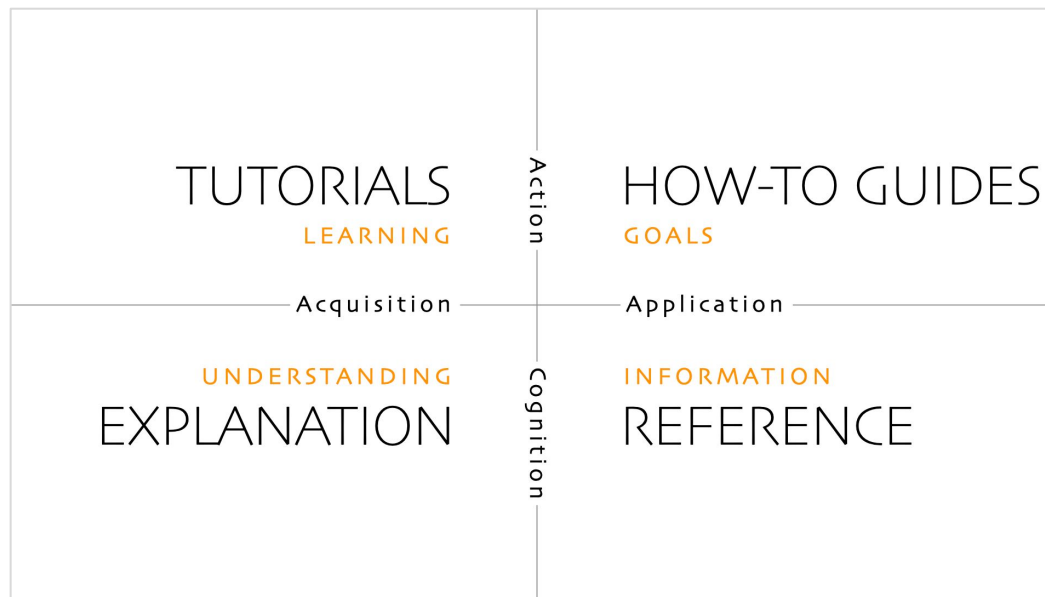 TUTORIALS
LEARNING
Action
HOW-TO GUIDES
GOALS
Acquisition
Application
UNDERSTANDING
EXPLANATION
Cognition
INFORMATION
REFERENCE